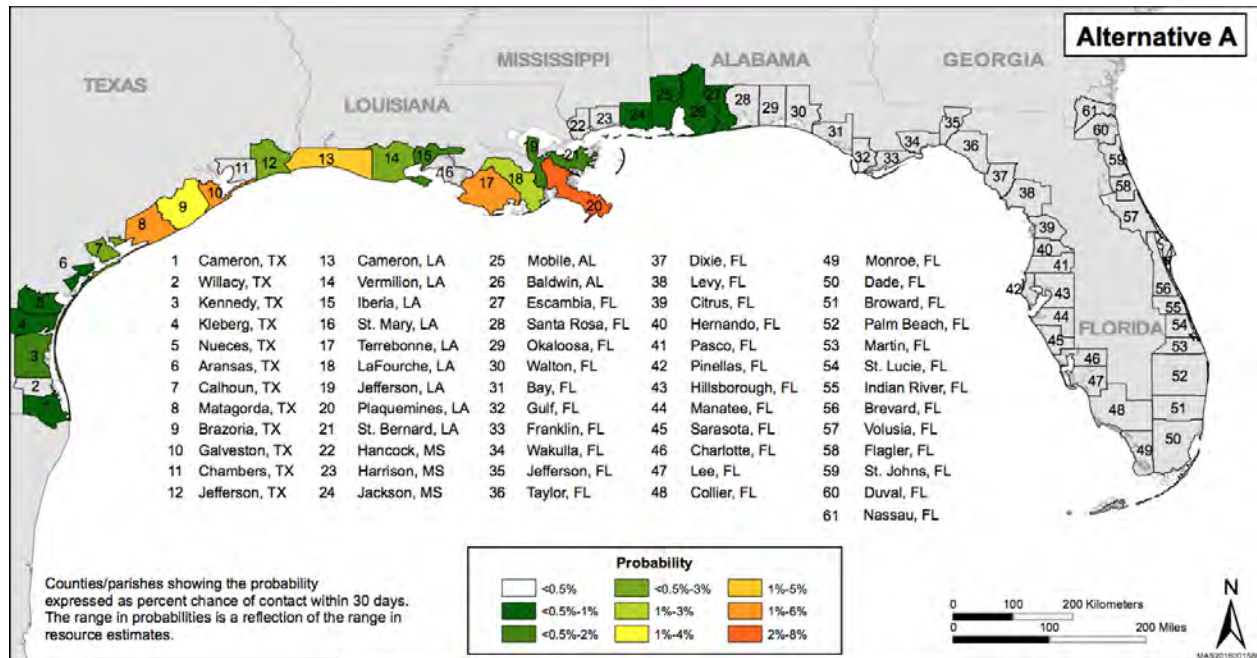 Alternative A
TEXAS
LOUISIANA
MISSISSIPPI
ALABAMA
GEORGIA
FLORIDA
1 Cameron, TX
2 Willacy, TX
3 Kennedy, TX
4 Kleberg, TX
5 Nueces, TX
6 Aransas, TX
7 Calhoun, TX
8 Matagorda, TX
9 Brazoria, TX
10 Galveston, TX
11 Chambers, TX
12 Jefferson, TX
13 Cameron, LA
14 Vermilion, LA
15 Iberia, LA
16 St. Mary, LA
17 Terrebonne, LA
18 LaFourche, LA
19 Jefferson, LA
20 Plaquemines, LA
21 St. Bernard, LA
22 Hancock, MS
23 Harrison, MS
24 Jackson, MS
25 Mobile, AL
26 Baldwin, AL
27 Escambia, FL
28 Santa Rosa, FL
29 Okaloosa, FL
30 Walton, FL
31 Bay, FL
32 Gulf, FL
33 Franklin, FL
34 Wakulla, FL
35 Jefferson, FL
36 Taylor, FL
37 Dixie, FL
38 Levy, FL
39 Citrus, FL
40 Hernando, FL
41 Pasco, FL
42 Pinellas, FL
43 Hillsborough, FL
44 Manatee, FL
45 Sarasota, FL
46 Charlotte, FL
47 Lee, FL
48 Collier, FL
49 Monroe, FL
50 Dade, FL
51 Broward, FL
52 Palm Beach, FL
53 Martin, FL
54 St. Lucie, FL
55 Indian River, FL
56 Brevard, FL
57 Volusia, FL
58 Flagler, FL
59 St. Johns, FL
60 Duval, FL
61 Nassau, FL
Counties/parishes showing the probability
expressed as percent chance of contact within 30 days.
The range in probabilities is a reflection of the range in
resource estimates.
Probability
<0.5% <0.5%-3% 1%-5%
<0.5%-1% 1%-3% 1%-6%
<0.5%-2% 1%-4% 2%-8%
0 100 200 Kilometers
0 100 200 Miles
N